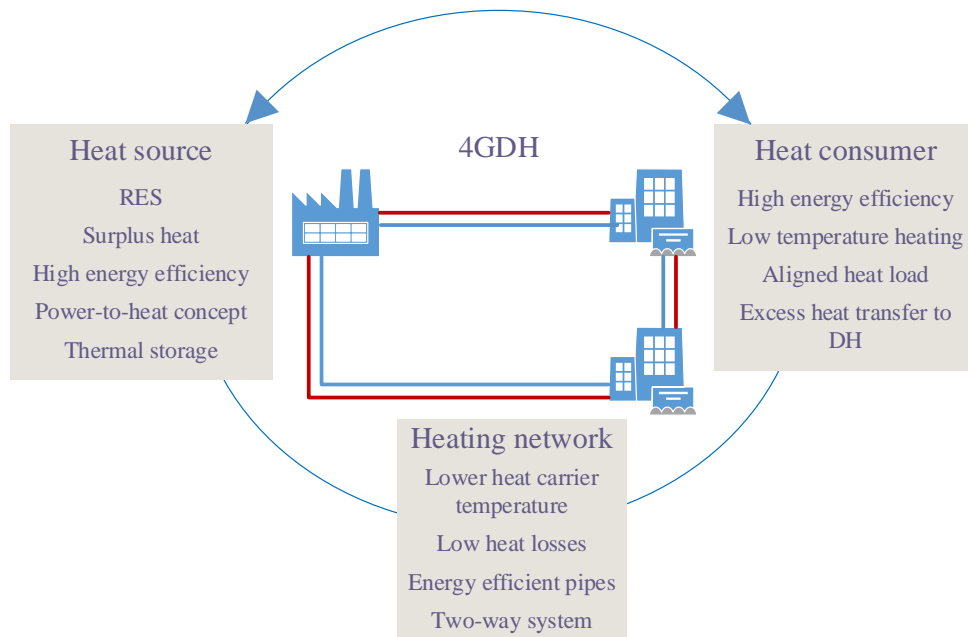 4GDH
Heat source
RES
Surplus heat
High energy efficiency
Power-to-heat concept
Thermal storage
Heat consumer
High energy efficiency
Low temperature heating
Aligned heat load
Excess heat transfer to
DH
Heating network
Lower heat carrier
temperature
Low heat losses
Energy efficient pipes
Two-way system